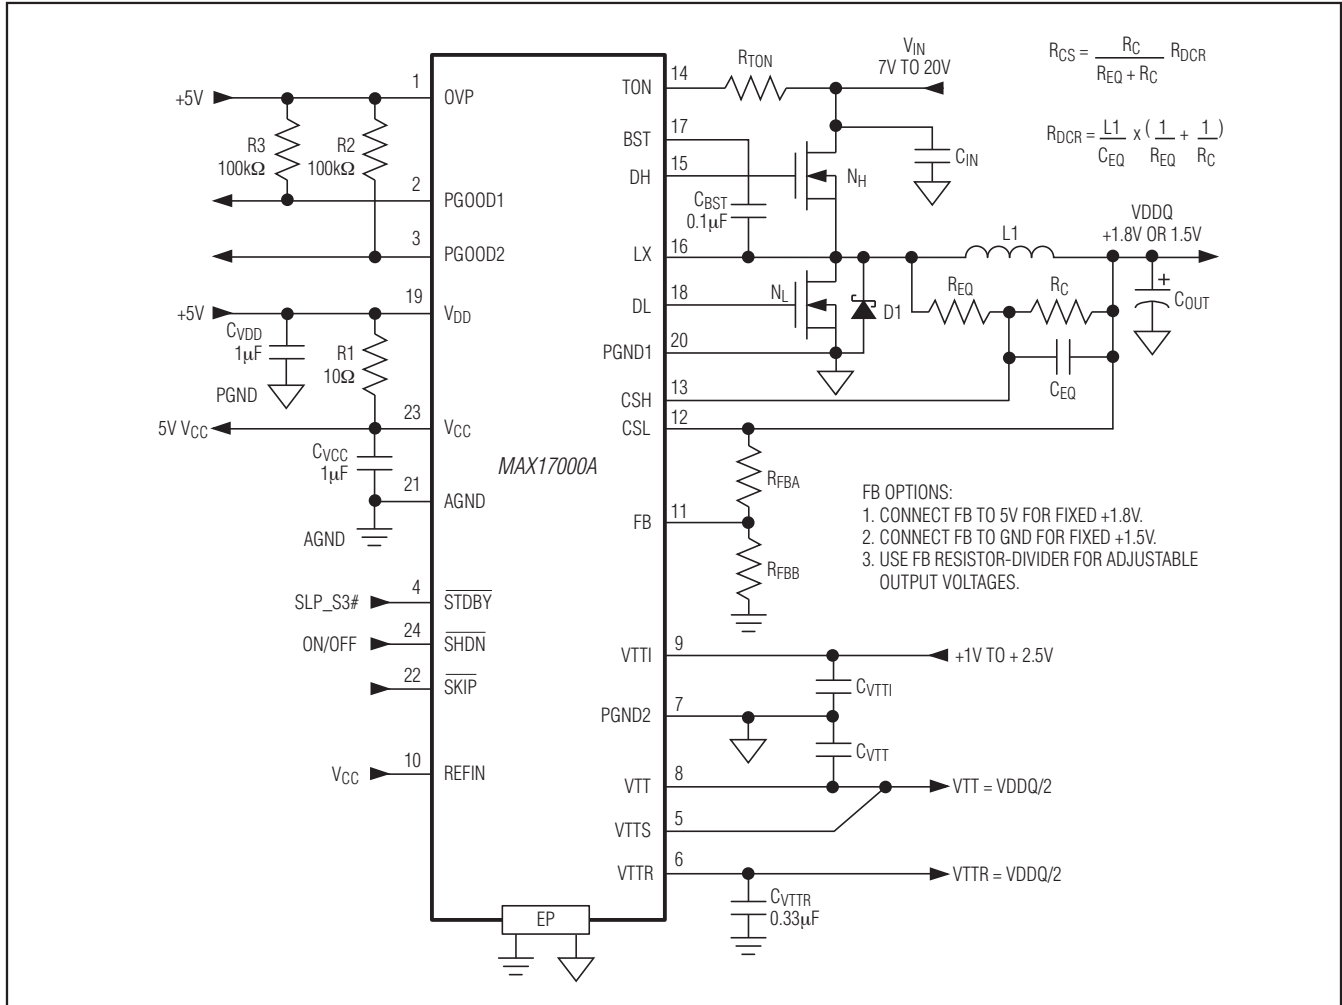 +5V
1
OVP
R3
100kΩ
R2
100kΩ
2
PGOOD1
3
PGOOD2
+5V
19
VDD
CVDD
1µF
R1
10Ω
PGND
5V VCC
23
VCC
CVCC
1µF
21
AGND
AGND
SLP_S3#
4
STDBY
ON/OFF
24
SHDN
22
SKIP
VCC
10
REFIN
MAX17000A
EP
TON
14
RTON
VIN
7V TO 20V
BST
17
DH
15
NH
CIN
CBST
0.1µF
LX
16
L1
VDDQ
+1.8V OR 1.5V
DL
18
NL
D1
REQ
RC
COUT
+
PGND1
20
CEQ
CSH
13
CSL
12
RFBA
FB
11
RFBB
VTTI
9
+1V TO + 2.5V
CVTTI
PGND2
7
CVTT
VTT
8
VTT = VDDQ/2
VTTS
5
VTTR
6
VTTR = VDDQ/2
CVTTR
0.33µF
RCS = RC / REQ + RC RDCR
RDCR = L1 / CEQ x ( 1 / REQ + 1 / RC )
FB OPTIONS:
1. CONNECT FB TO 5V FOR FIXED +1.8V.
2. CONNECT FB TO GND FOR FIXED +1.5V.
3. USE FB RESISTOR-DIVIDER FOR ADJUSTABLE
OUTPUT VOLTAGES.